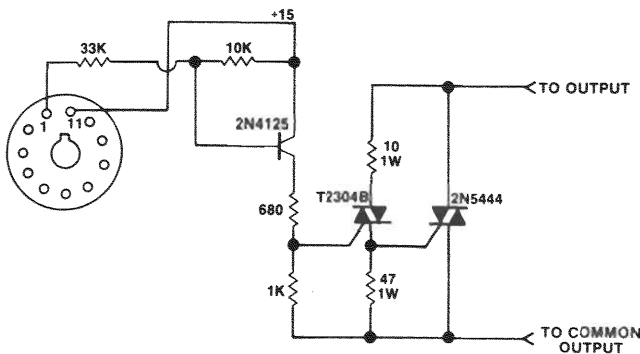 +15
33K
10K
1
11
2N4125
TO OUTPUT
10
1W
T2304B
2N5444
680
1K
47
1W
TO COMMON
OUTPUT